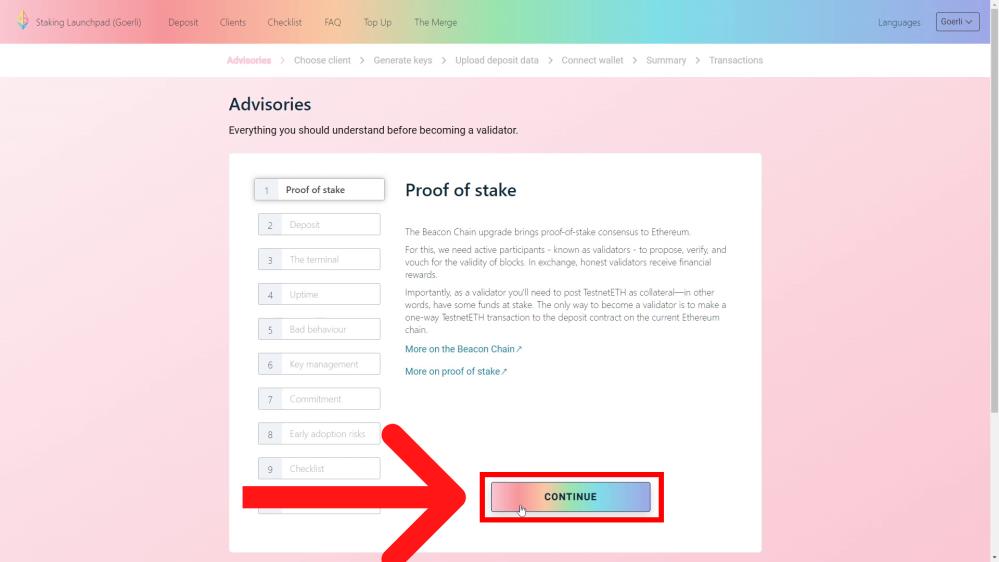 Staking Launchpad (Goerli) Deposit Clients Checklist FAQ Top Up The Merge Languages Goerli
Advisories > Choose client > Generate keys > Upload deposit data > Connect wallet > Summary > Transactions
Advisories
Everything you should understand before becoming a validator.
1 Proof of stake
2 Deposit
3 The terminal
4 Uptime
5 Bad behaviour
6 Key management
7 Commitment
8 Early adoption risks
9 Checklist
Proof of stake
The Beacon Chain upgrade brings proof-of-stake consensus to Ethereum.
For this, we need active participants - known as validators - to propose, verify, and
vouch for the validity of blocks. In exchange, honest validators receive financial
rewards.
Importantly, as a validator you'll need to post TestnetETH as collateral—in other
words, have some funds at stake. The only way to become a validator is to make a
one-way TestnetETH transaction to the deposit contract on the current Ethereum
chain.
More on the Beacon Chain↗
More on proof of stake↗
CONTINUE